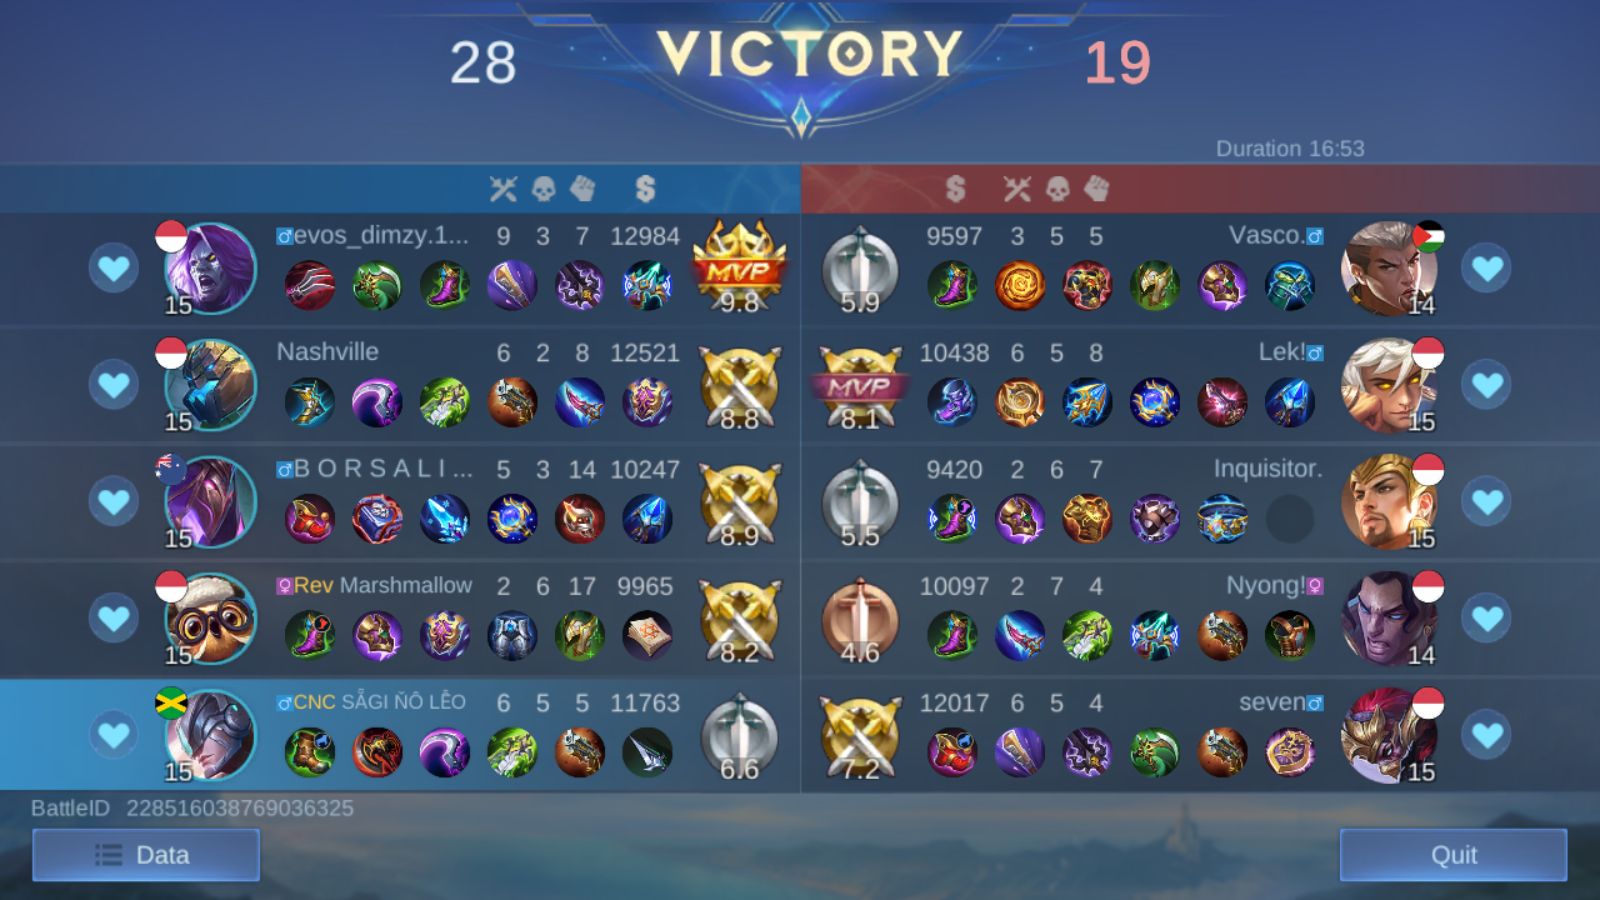 28 VICTORY 19
Duration 16:53
evos_dimzy.1... 9 3 7 12984 MVP 9.8
15
9597 3 5 5 Vasco. 5.9
14
Nashville 6 2 8 12521 8.8
15
MVP 8.1 10438 6 5 8 Lek!
15
B O R S A L I ... 5 3 14 10247 8.9
15
5.5 9420 2 6 7 Inquisitor.
15
Rev Marshmallow 2 6 17 9965 8.2
15
4.6 10097 2 7 4 Nyong!
14
CNC SÃGI ŇÔ LĒO 6 5 5 11763 6.6
15
7.2 12017 6 5 4 seven
15
BattleID 228516038769036325
Data
Quit